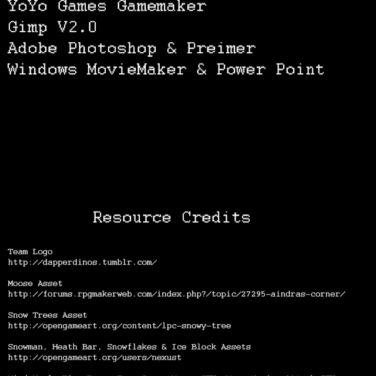 YoYo Games Gamemaker
Gimp V2.0
Adobe Photoshop & Preimer
Windows MovieMaker & Power Point
Resource Credits
Team Logo
http://dapperdinos.tumblr.com/
Moose Asset
http://forums.rpgmakerweb.com/index.php?/topic/27295-aindras-corner/
Snow Trees Asset
http://opengameart.org/content/lpc-snowy-tree
Snowman, Heath Bar, Snowflakes & Ice Block Assets
http://opengameart.org/users/nexust